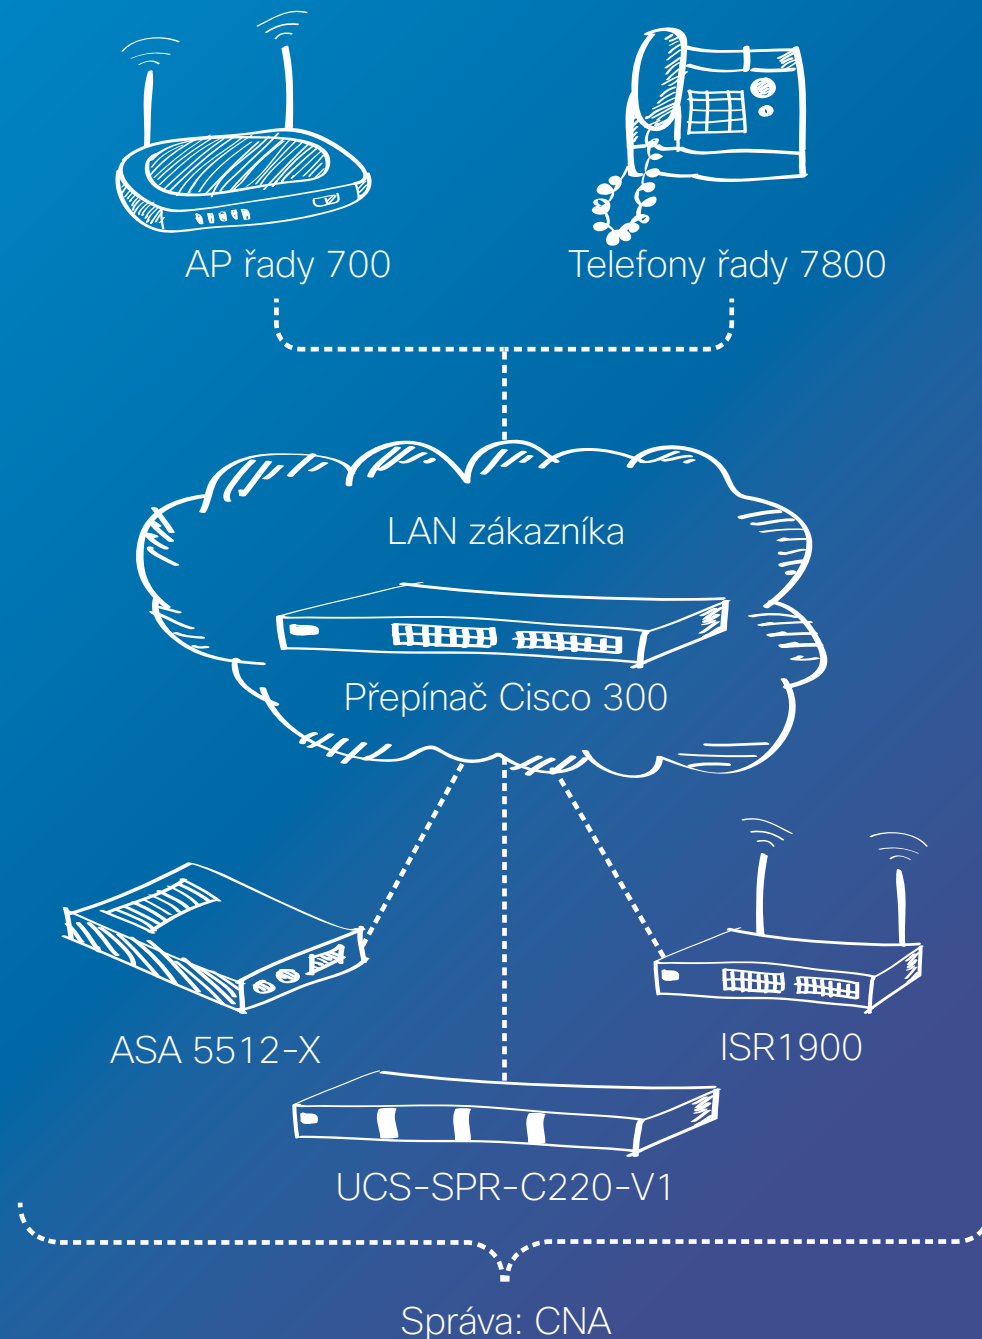 AP řady 700
Telefony řady 7800
LAN zákazníka
Přepínač Cisco 300
ASA 5512-X
ISR1900
UCS-SPR-C220-V1
Správa: CNA